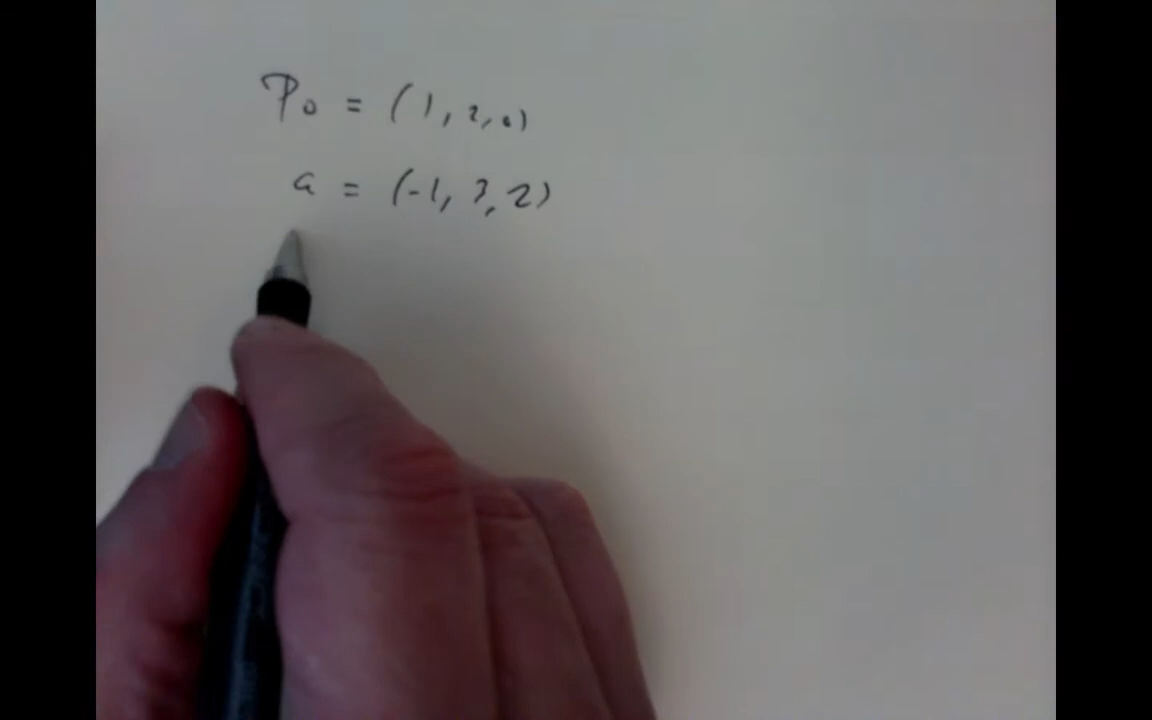 P0 = (1, 2, 0)
a = (-1, 3, 2)